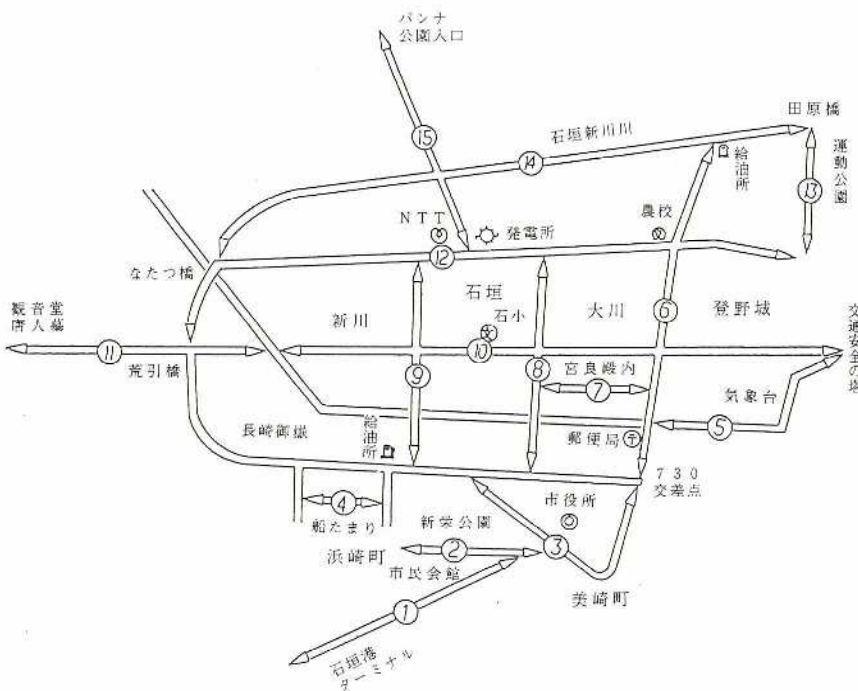 バンナ
公園入口
田原橋
石垣新川川
⑮
⑭
給油所
運動公園
⑬
農校
NTT
発電所
⑫
なたつ橋
石垣
石小
大川
⑥
登野城
新川
観音堂
唐人墓
⑪
⑩
交通安全の塔
荒引橋
⑨
⑧
宮良殿内
⑦
気象台
⑤
長崎御嶽
給油所
郵便局
〒
730
交差点
④
船たまり
市役所
新栄公園
浜崎町
②
③
市民会館
美崎町
①
石垣港
ターミナル